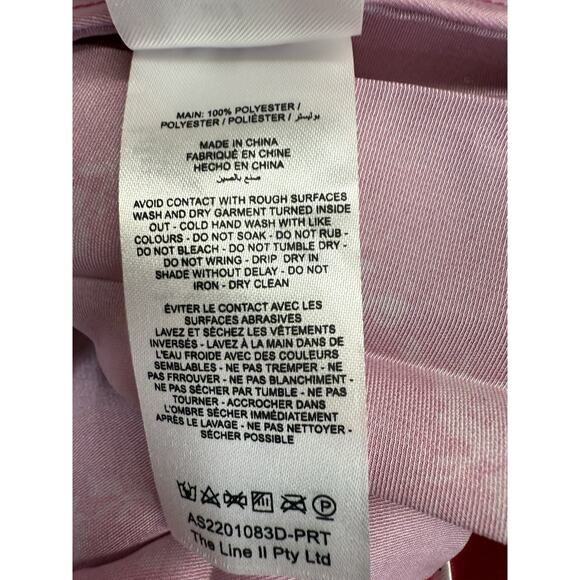 MAIN: 100% POLYESTER /
POLYESTER / POLIÉSTER / بوليستر
MADE IN CHINA
FABRIQUÉ EN CHINE
HECHO EN CHINA
صنع بالصين
AVOID CONTACT WITH ROUGH SURFACES
WASH AND DRY GARMENT TURNED INSIDE
OUT - COLD HAND WASH WITH LIKE
COLOURS - DO NOT SOAK - DO NOT RUB -
DO NOT BLEACH - DO NOT TUMBLE DRY -
DO NOT WRING - DRIP DRY IN
SHADE WITHOUT DELAY - DO NOT
IRON - DRY CLEAN
ÉVITER LE CONTACT AVEC LES
SURFACES ABRASIVES
LAVEZ ET SÉCHEZ LES VÊTEMENTS
INVERSÉS - LAVEZ À LA MAIN DANS DE
L'EAU FROIDE AVEC DES COULEURS
SEMBLABLES - NE PAS TREMPER - NE
PAS FRROUVER - NE PAS BLANCHIMENT -
NE PAS SÉCHER PAR TUMBLE - NE PAS
TOURNER - ACCROCHER DANS
L'OMBRE SÉCHER IMMÉDIATEMENT
APRÈS LE LAVAGE - NE PAS NETTOYER -
SÉCHER POSSIBLE
P
AS2201083D-PRT
The Line II Pty Ltd